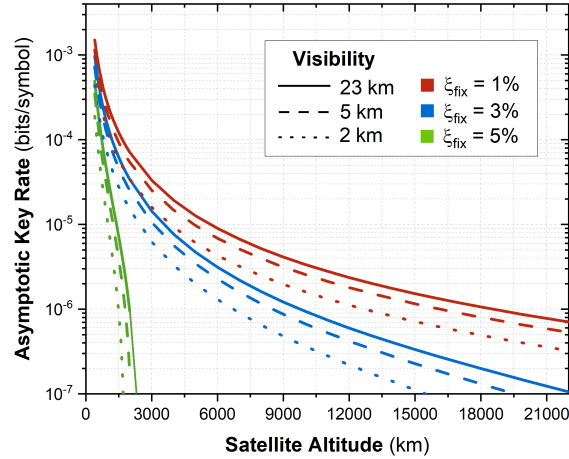 10⁻³
10⁻⁴
10⁻⁵
10⁻⁶
10⁻⁷
Asymptotic Key Rate (bits/symbol)
Visibility
23 km
5 km
2 km
ξfix = 1%
ξfix = 3%
ξfix = 5%
0 3000 6000 9000 12000 15000 18000 21000
Satellite Altitude (km)